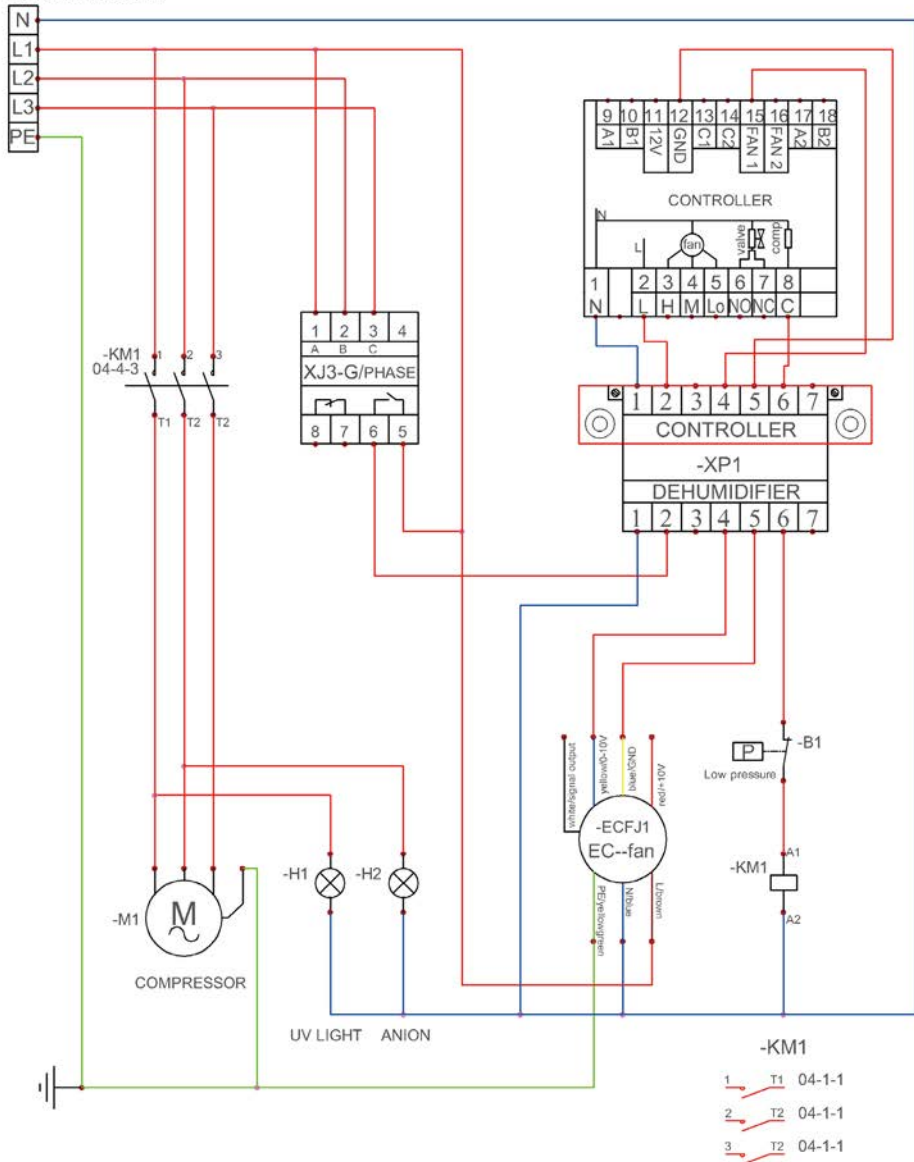 N
L1
L2
L3
PE
9 10 11 12 13 14 15 16 17 18
A1 B1 12V GND C1 C2 FAN 1 FAN 2 A2 B2
CONTROLLER
N
L
fan
valve
comp
1 2 3 4 5 6 7 8
N L H M Lo NO NC C
-KM1
04-4-3
1 2 3
T1 T2 T2
1 2 3 4
A B C
XJ3-G/PHASE
8 7 6 5
1 2 3 4 5 6 7
CONTROLLER
-XP1
DEHUMIDIFIER
1 2 3 4 5 6 7
P
-B1
Low pressure
white/signal output
yellow/0-10V
blue/GND
red/+10V
-ECFJ1
EC--fan
PE/yellowgreen
N/blue
L/brown
A1
-KM1
A2
-H1
-H2
-M1
M
COMPRESSOR
UV LIGHT ANION
-KM1
1 T1 04-1-1
2 T2 04-1-1
3 T2 04-1-1